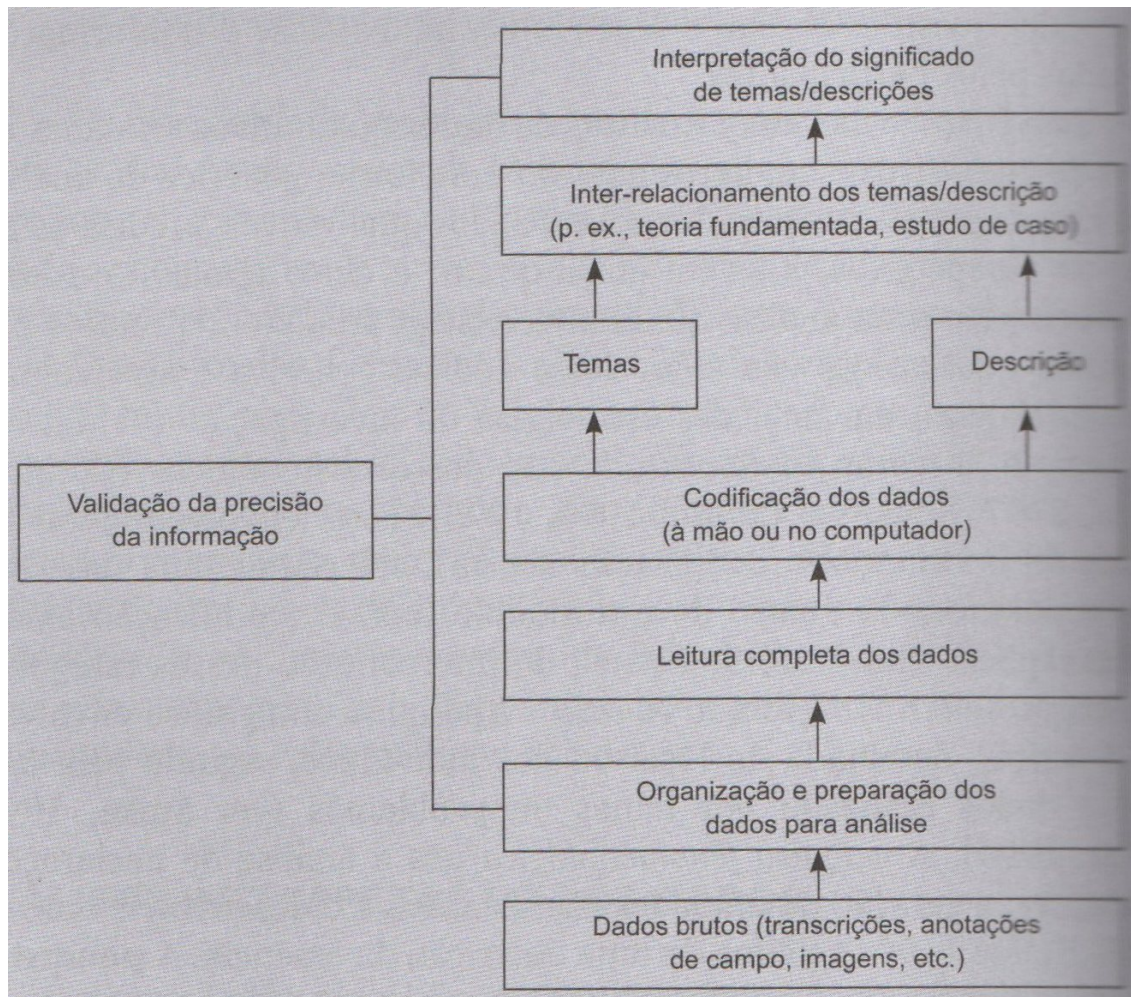 Interpretação do significado
de temas/descrições
Inter-relacionamento dos temas/descrição
(p. ex., teoria fundamentada, estudo de caso)
Temas
Descrição
Validação da precisão
da informação
Codificação dos dados
(à mão ou no computador)
Leitura completa dos dados
Organização e preparação dos
dados para análise
Dados brutos (transcrições, anotações
de campo, imagens, etc.)